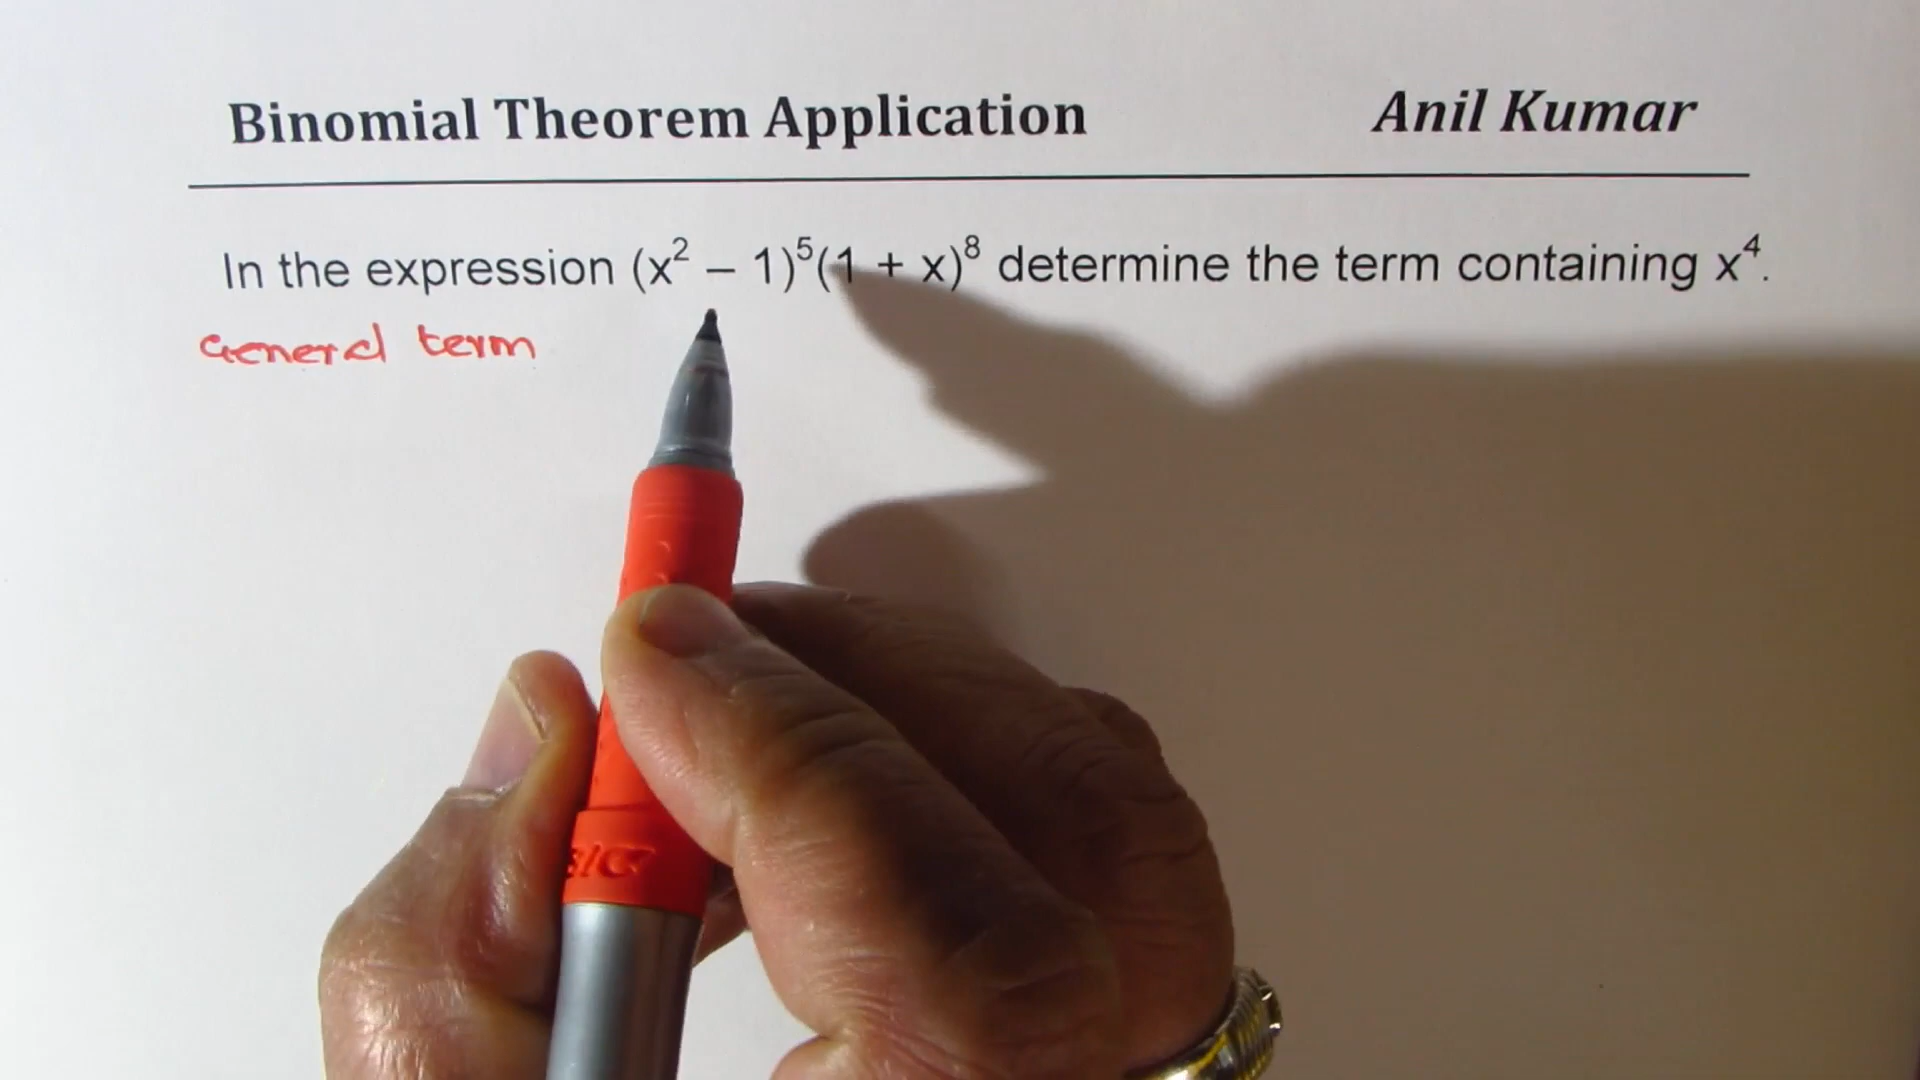 Binomial Theorem Application Anil Kumar
In the expression (x² – 1)⁵(1 + x)⁸ determine the term containing x⁴.
General term
BIC